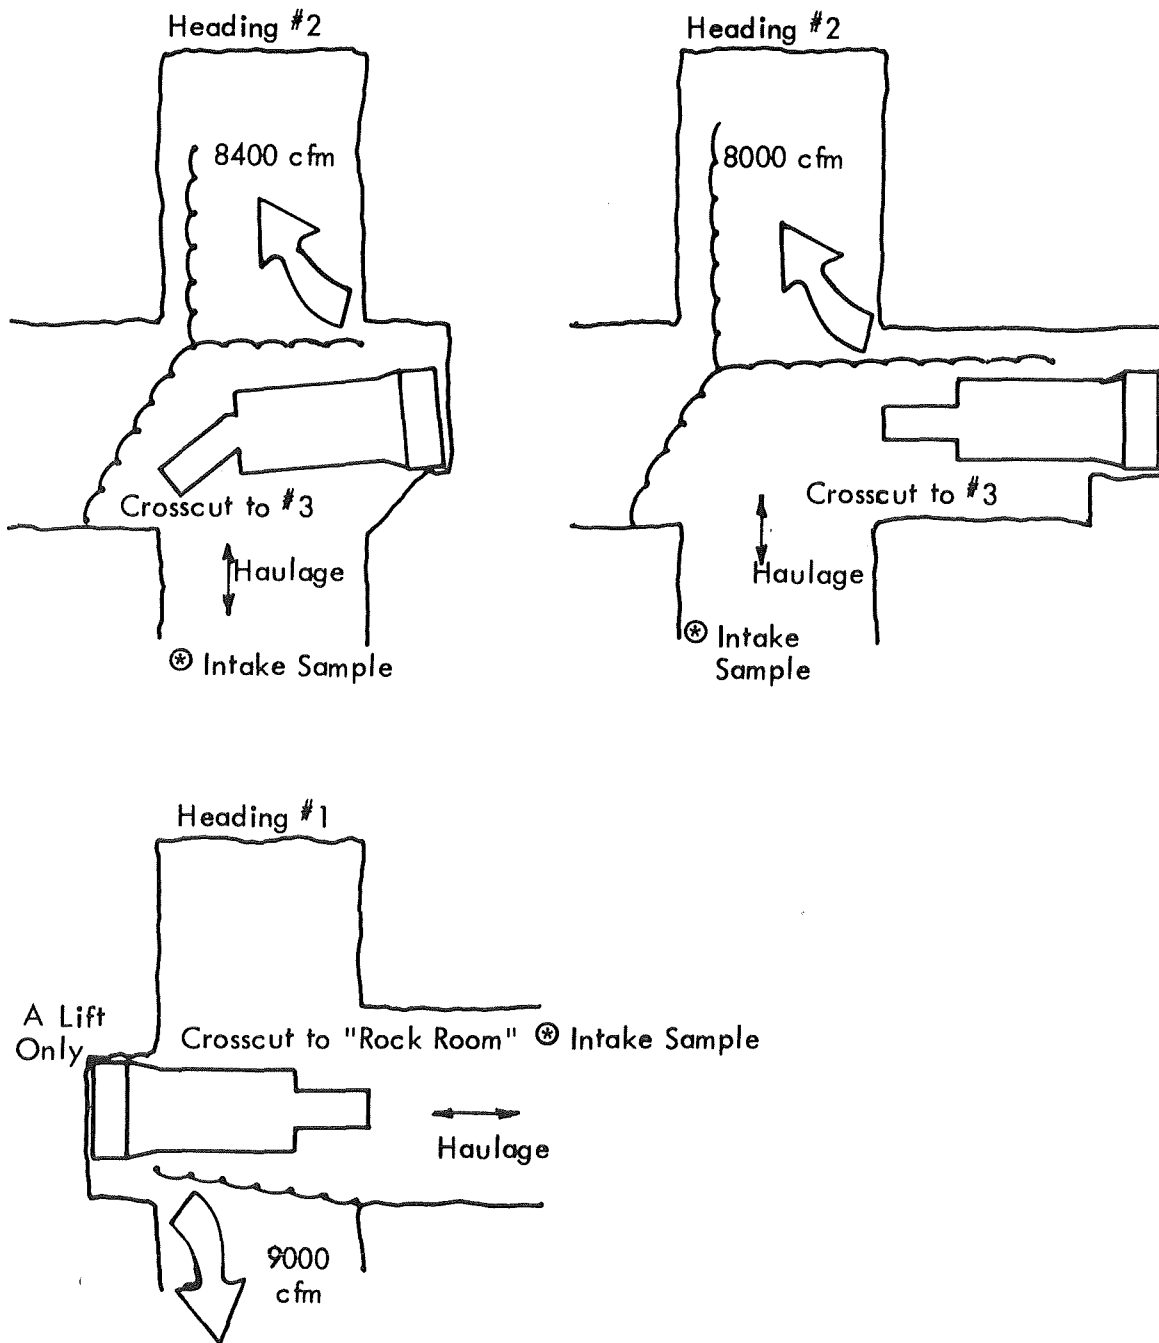 Heading #2
8400 cfm
Crosscut to #3
Haulage
⊛ Intake Sample
Heading #2
8000 cfm
Crosscut to #3
Haulage
⊛ Intake
Sample
Heading #1
A Lift
Only
Crosscut to "Rock Room" ⊛ Intake Sample
Haulage
9000
cfm